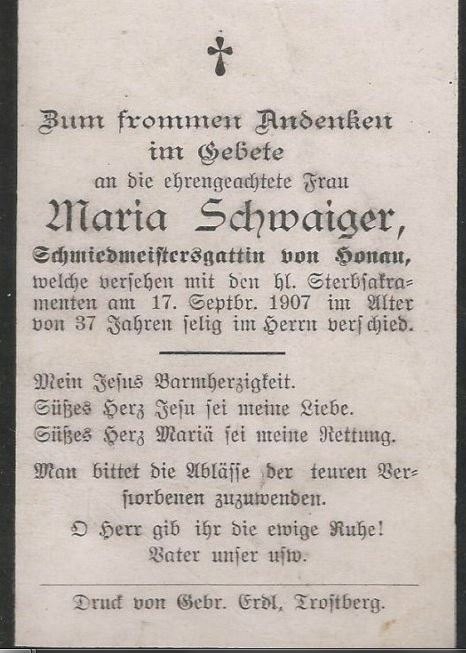 Zum frommen Andenken
im Gebete
an die ehrengeachtete Frau
Maria Schwaiger,
Schmiedmeistersgattin von Honau,
welche versehen mit den hl. Sterbsakra-
menten am 17. Septbr. 1907 im Alter
von 37 Jahren selig im Herrn verschied.
Mein Jesus Barmherzigkeit.
Süßes Herz Jesu sei meine Liebe.
Süßes Herz Mariä sei meine Rettung.
Man bittet die Ablässe der teuren Ver-
storbenen zuzuwenden.
O Herr gib ihr die ewige Ruhe!
Vater unser usw.
Druck von Gebr. Erdl, Trostberg.